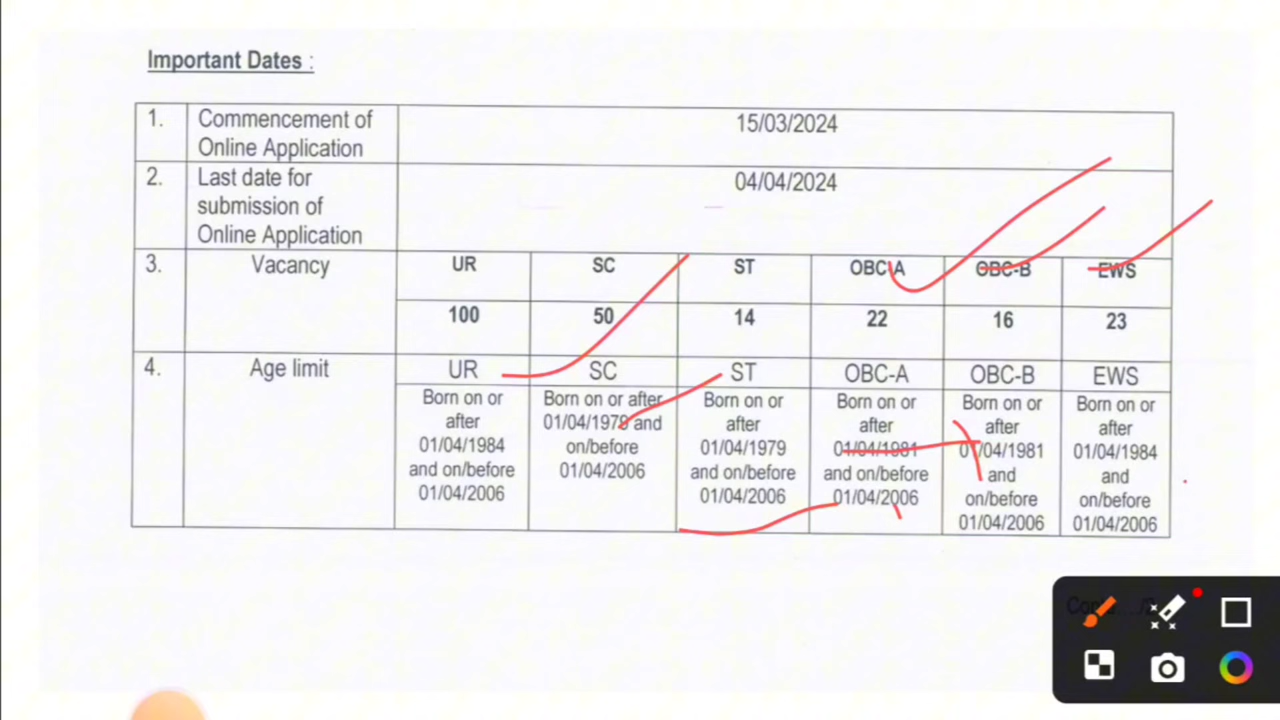 Important Dates :
1. Commencement of 15/03/2024
Online Application
2. Last date for 04/04/2024
submission of
Online Application
3. Vacancy UR SC ST OBC-A OBC-B EWS
100 50 14 22 16 23
4. Age limit UR SC ST OBC-A OBC-B EWS
Born on or
after
01/04/1984
and on/before
01/04/2006
Born on or after
01/04/1979 and
on/before
01/04/2006
Born on or
after
01/04/1979
and on/before
01/04/2006
Born on or
after
01/04/1981
and on/before
01/04/2006
Born on or
after
01/04/1981
and
on/before
01/04/2006
Born on or
after
01/04/1984
and
on/before
01/04/2006